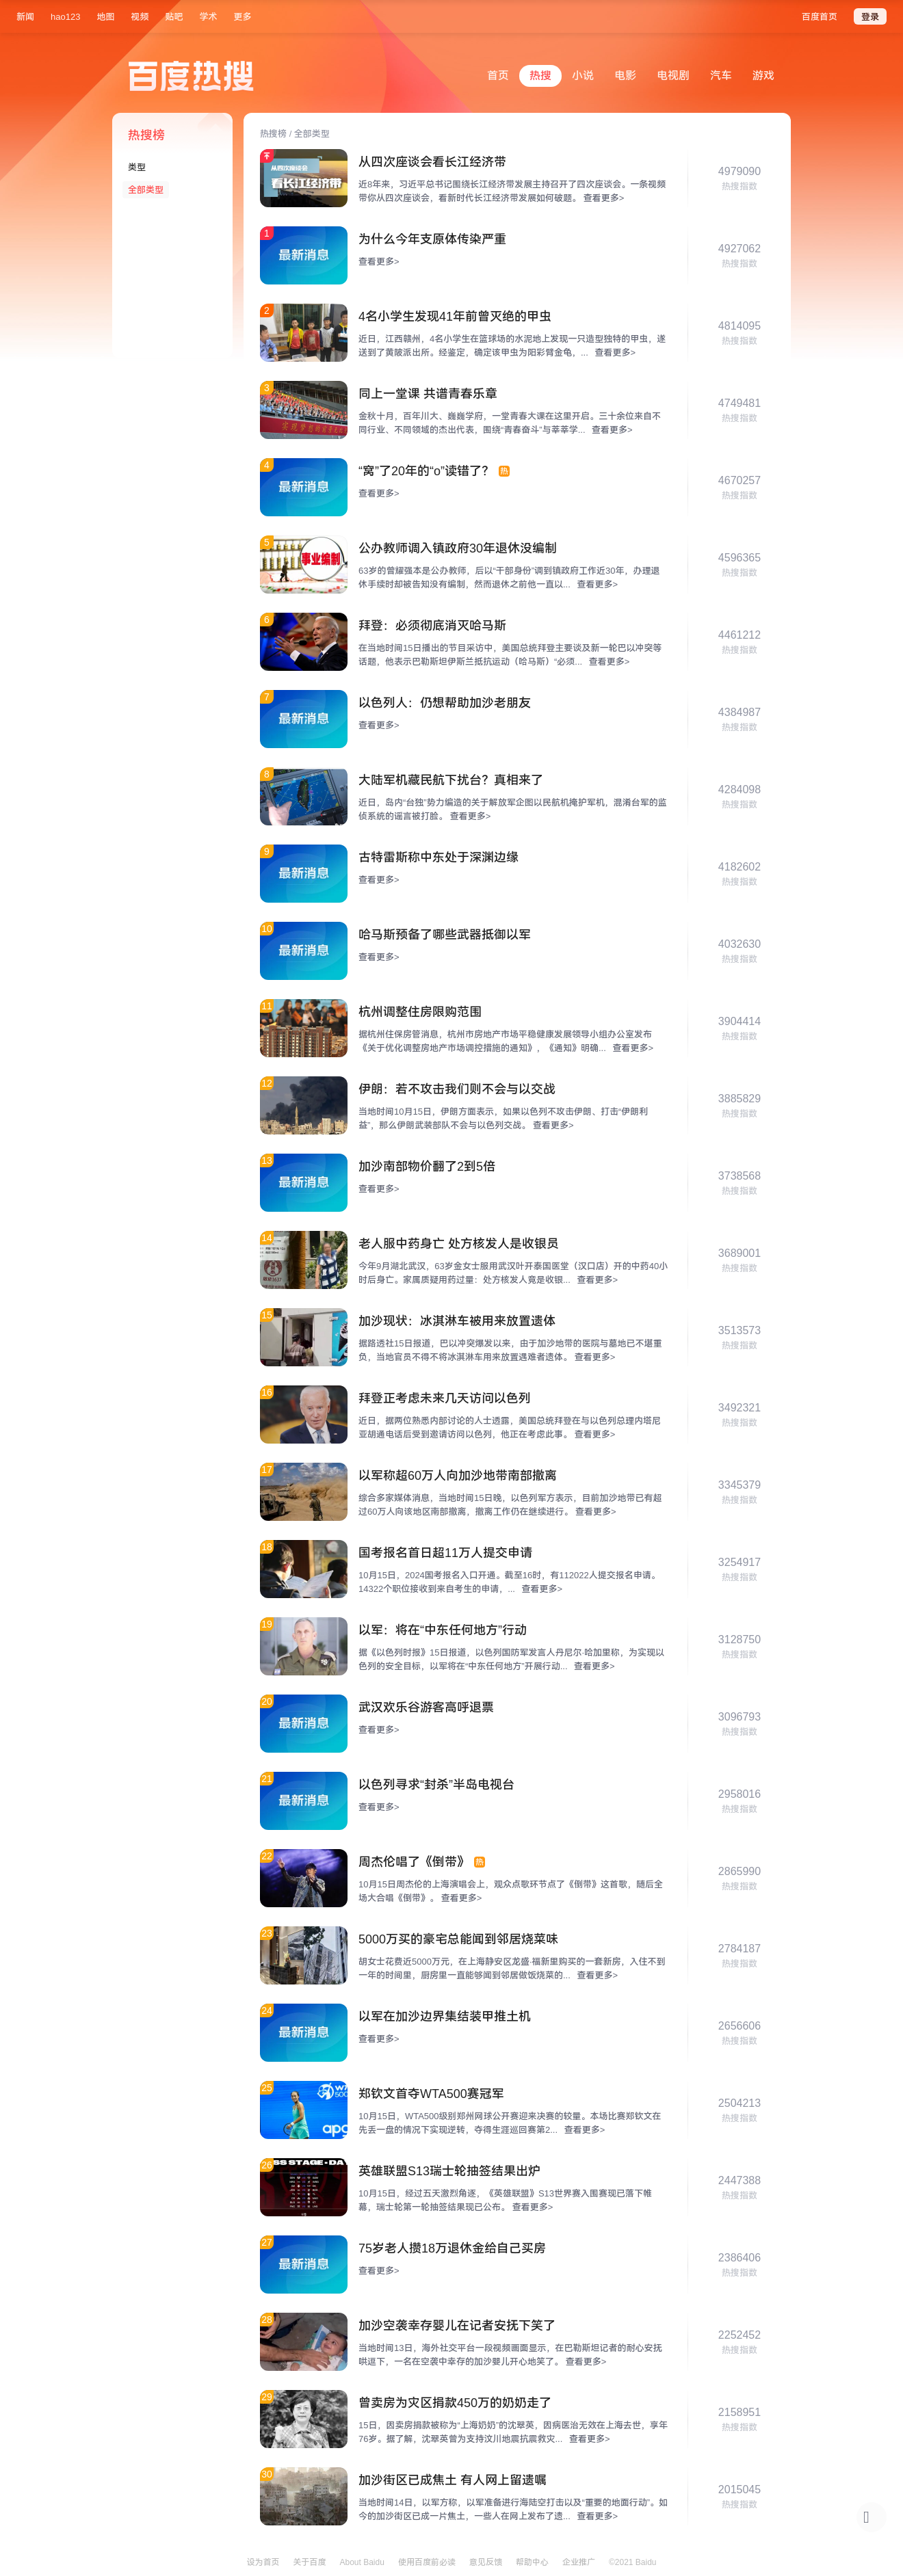 新闻 hao123 地图 视频 贴吧 学术 更多 百度首页 登录
百度热搜
首页 热搜 小说 电影 电视剧 汽车 游戏
热搜榜
类型
全部类型
热搜榜 / 全部类型
从四次座谈会
看长江经济带
从四次座谈会看长江经济带
近8年来，习近平总书记围绕长江经济带发展主持召开了四次座谈会。一条视频
带你从四次座谈会，看新时代长江经济带发展如何破题。 查看更多>
4979090
热搜指数
1
最新消息
为什么今年支原体传染严重
查看更多>
4927062
热搜指数
2
4名小学生发现41年前曾灭绝的甲虫
近日，江西赣州，4名小学生在篮球场的水泥地上发现一只造型独特的甲虫，遂
送到了黄陂派出所。经鉴定，确定该甲虫为阳彩臂金龟，... 查看更多>
4814095
热搜指数
3
同上一堂课 共谱青春乐章
金秋十月，百年川大、巍巍学府，一堂青春大课在这里开启。三十余位来自不
同行业、不同领域的杰出代表，围绕“青春奋斗”与莘莘学... 查看更多>
4749481
热搜指数
4
最新消息
“窝”了20年的“o”读错了？ 热
查看更多>
4670257
热搜指数
5
事业编制
公办教师调入镇政府30年退休没编制
63岁的曾耀强本是公办教师，后以“干部身份”调到镇政府工作近30年，办理退
休手续时却被告知没有编制，然而退休之前他一直以... 查看更多>
4596365
热搜指数
6
拜登：必须彻底消灭哈马斯
在当地时间15日播出的节目采访中，美国总统拜登主要谈及新一轮巴以冲突等
话题，他表示巴勒斯坦伊斯兰抵抗运动（哈马斯）“必须... 查看更多>
4461212
热搜指数
7
最新消息
以色列人：仍想帮助加沙老朋友
查看更多>
4384987
热搜指数
8
大陆军机藏民航下扰台？真相来了
近日，岛内“台独”势力编造的关于解放军企图以民航机掩护军机，混淆台军的监
侦系统的谣言被打脸。 查看更多>
4284098
热搜指数
9
最新消息
古特雷斯称中东处于深渊边缘
查看更多>
4182602
热搜指数
10
最新消息
哈马斯预备了哪些武器抵御以军
查看更多>
4032630
热搜指数
11
杭州调整住房限购范围
据杭州住保房管消息，杭州市房地产市场平稳健康发展领导小组办公室发布
《关于优化调整房地产市场调控措施的通知》，《通知》明确... 查看更多>
3904414
热搜指数
12
伊朗：若不攻击我们则不会与以交战
当地时间10月15日，伊朗方面表示，如果以色列不攻击伊朗、打击“伊朗利
益”，那么伊朗武装部队不会与以色列交战。 查看更多>
3885829
热搜指数
13
最新消息
加沙南部物价翻了2到5倍
查看更多>
3738568
热搜指数
14
老人服中药身亡 处方核发人是收银员
今年9月湖北武汉，63岁金女士服用武汉叶开泰国医堂（汉口店）开的中药40小
时后身亡。家属质疑用药过量：处方核发人竟是收银... 查看更多>
3689001
热搜指数
15
加沙现状：冰淇淋车被用来放置遗体
据路透社15日报道，巴以冲突爆发以来，由于加沙地带的医院与墓地已不堪重
负，当地官员不得不将冰淇淋车用来放置遇难者遗体。 查看更多>
3513573
热搜指数
16
拜登正考虑未来几天访问以色列
近日，据两位熟悉内部讨论的人士透露，美国总统拜登在与以色列总理内塔尼
亚胡通电话后受到邀请访问以色列，他正在考虑此事。 查看更多>
3492321
热搜指数
17
以军称超60万人向加沙地带南部撤离
综合多家媒体消息，当地时间15日晚，以色列军方表示，目前加沙地带已有超
过60万人向该地区南部撤离，撤离工作仍在继续进行。 查看更多>
3345379
热搜指数
18
国考报名首日超11万人提交申请
10月15日，2024国考报名入口开通。截至16时，有112022人提交报名申请。
14322个职位接收到来自考生的申请，... 查看更多>
3254917
热搜指数
19
以军：将在“中东任何地方”行动
据《以色列时报》15日报道，以色列国防军发言人丹尼尔·哈加里称，为实现以
色列的安全目标，以军将在“中东任何地方”开展行动... 查看更多>
3128750
热搜指数
20
最新消息
武汉欢乐谷游客高呼退票
查看更多>
3096793
热搜指数
21
最新消息
以色列寻求“封杀”半岛电视台
查看更多>
2958016
热搜指数
22
周杰伦唱了《倒带》 热
10月15日周杰伦的上海演唱会上，观众点歌环节点了《倒带》这首歌，随后全
场大合唱《倒带》。 查看更多>
2865990
热搜指数
23
5000万买的豪宅总能闻到邻居烧菜味
胡女士花费近5000万元，在上海静安区龙盛·福新里购买的一套新房，入住不到
一年的时间里，厨房里一直能够闻到邻居做饭烧菜的... 查看更多>
2784187
热搜指数
24
最新消息
以军在加沙边界集结装甲推土机
查看更多>
2656606
热搜指数
25
郑钦文首夺WTA500赛冠军
10月15日，WTA500级别郑州网球公开赛迎来决赛的较量。本场比赛郑钦文在
先丢一盘的情况下实现逆转，夺得生涯巡回赛第2... 查看更多>
2504213
热搜指数
26
英雄联盟S13瑞士轮抽签结果出炉
10月15日，经过五天激烈角逐，《英雄联盟》S13世界赛入围赛现已落下帷
幕，瑞士轮第一轮抽签结果现已公布。 查看更多>
2447388
热搜指数
27
最新消息
75岁老人攒18万退休金给自己买房
查看更多>
2386406
热搜指数
28
加沙空袭幸存婴儿在记者安抚下笑了
当地时间13日，海外社交平台一段视频画面显示，在巴勒斯坦记者的耐心安抚
哄逗下，一名在空袭中幸存的加沙婴儿开心地笑了。 查看更多>
2252452
热搜指数
29
曾卖房为灾区捐款450万的奶奶走了
15日，因卖房捐款被称为“上海奶奶”的沈翠英，因病医治无效在上海去世，享年
76岁。据了解，沈翠英曾为支持汶川地震抗震救灾... 查看更多>
2158951
热搜指数
30
加沙街区已成焦土 有人网上留遗嘱
当地时间14日，以军方称，以军准备进行海陆空打击以及“重要的地面行动”。如
今的加沙街区已成一片焦土，一些人在网上发布了遗... 查看更多>
2015045
热搜指数
设为首页 关于百度 About Baidu 使用百度前必读 意见反馈 帮助中心 企业推广 ©2021 Baidu